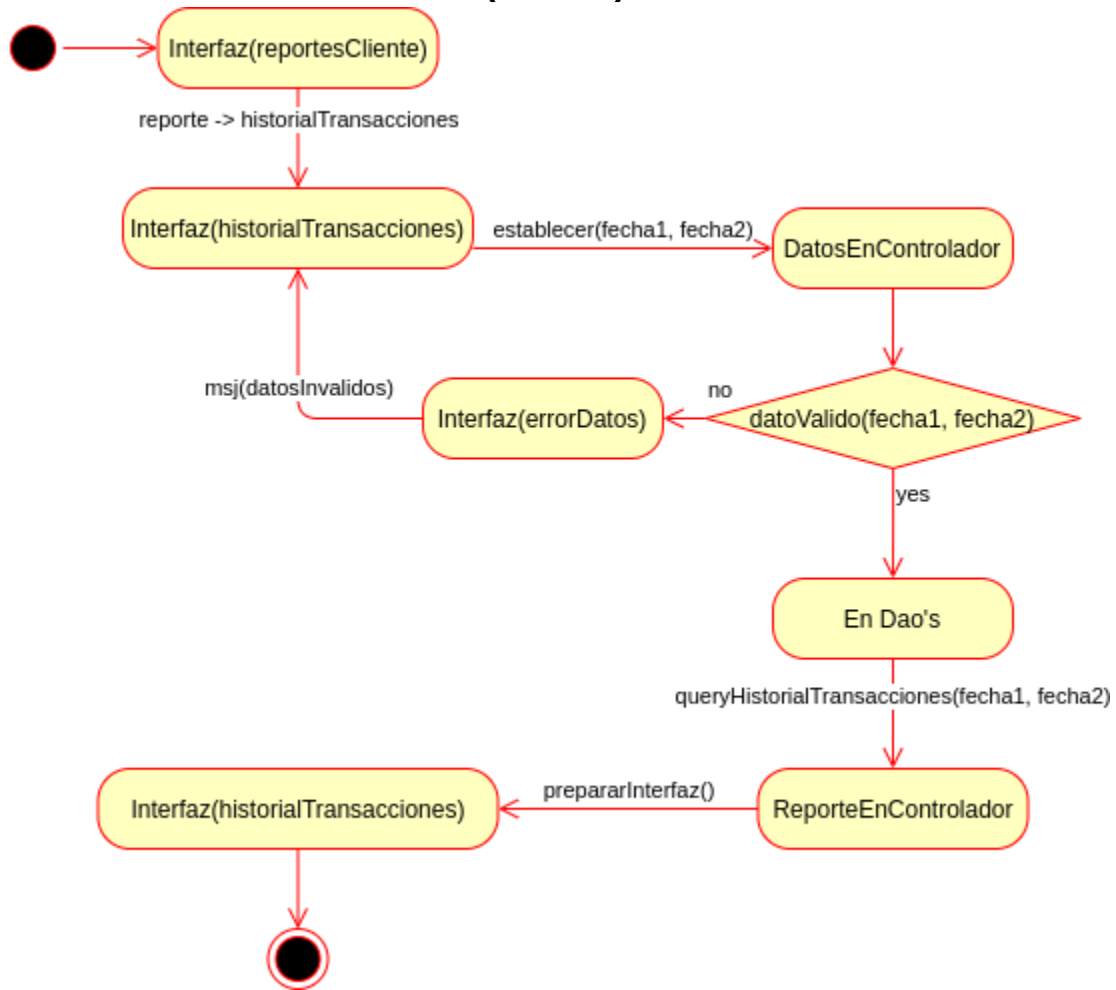 Interfaz(reportesCliente)
reporte -> historialTransacciones
Interfaz(historialTransacciones)
establecer(fecha1, fecha2)
DatosEnControlador
msj(datosInvalidos)
Interfaz(errorDatos)
no
datoValido(fecha1, fecha2)
yes
En Dao's
queryHistorialTransacciones(fecha1, fecha2)
Interfaz(historialTransacciones)
prepararInterfaz()
ReporteEnControlador